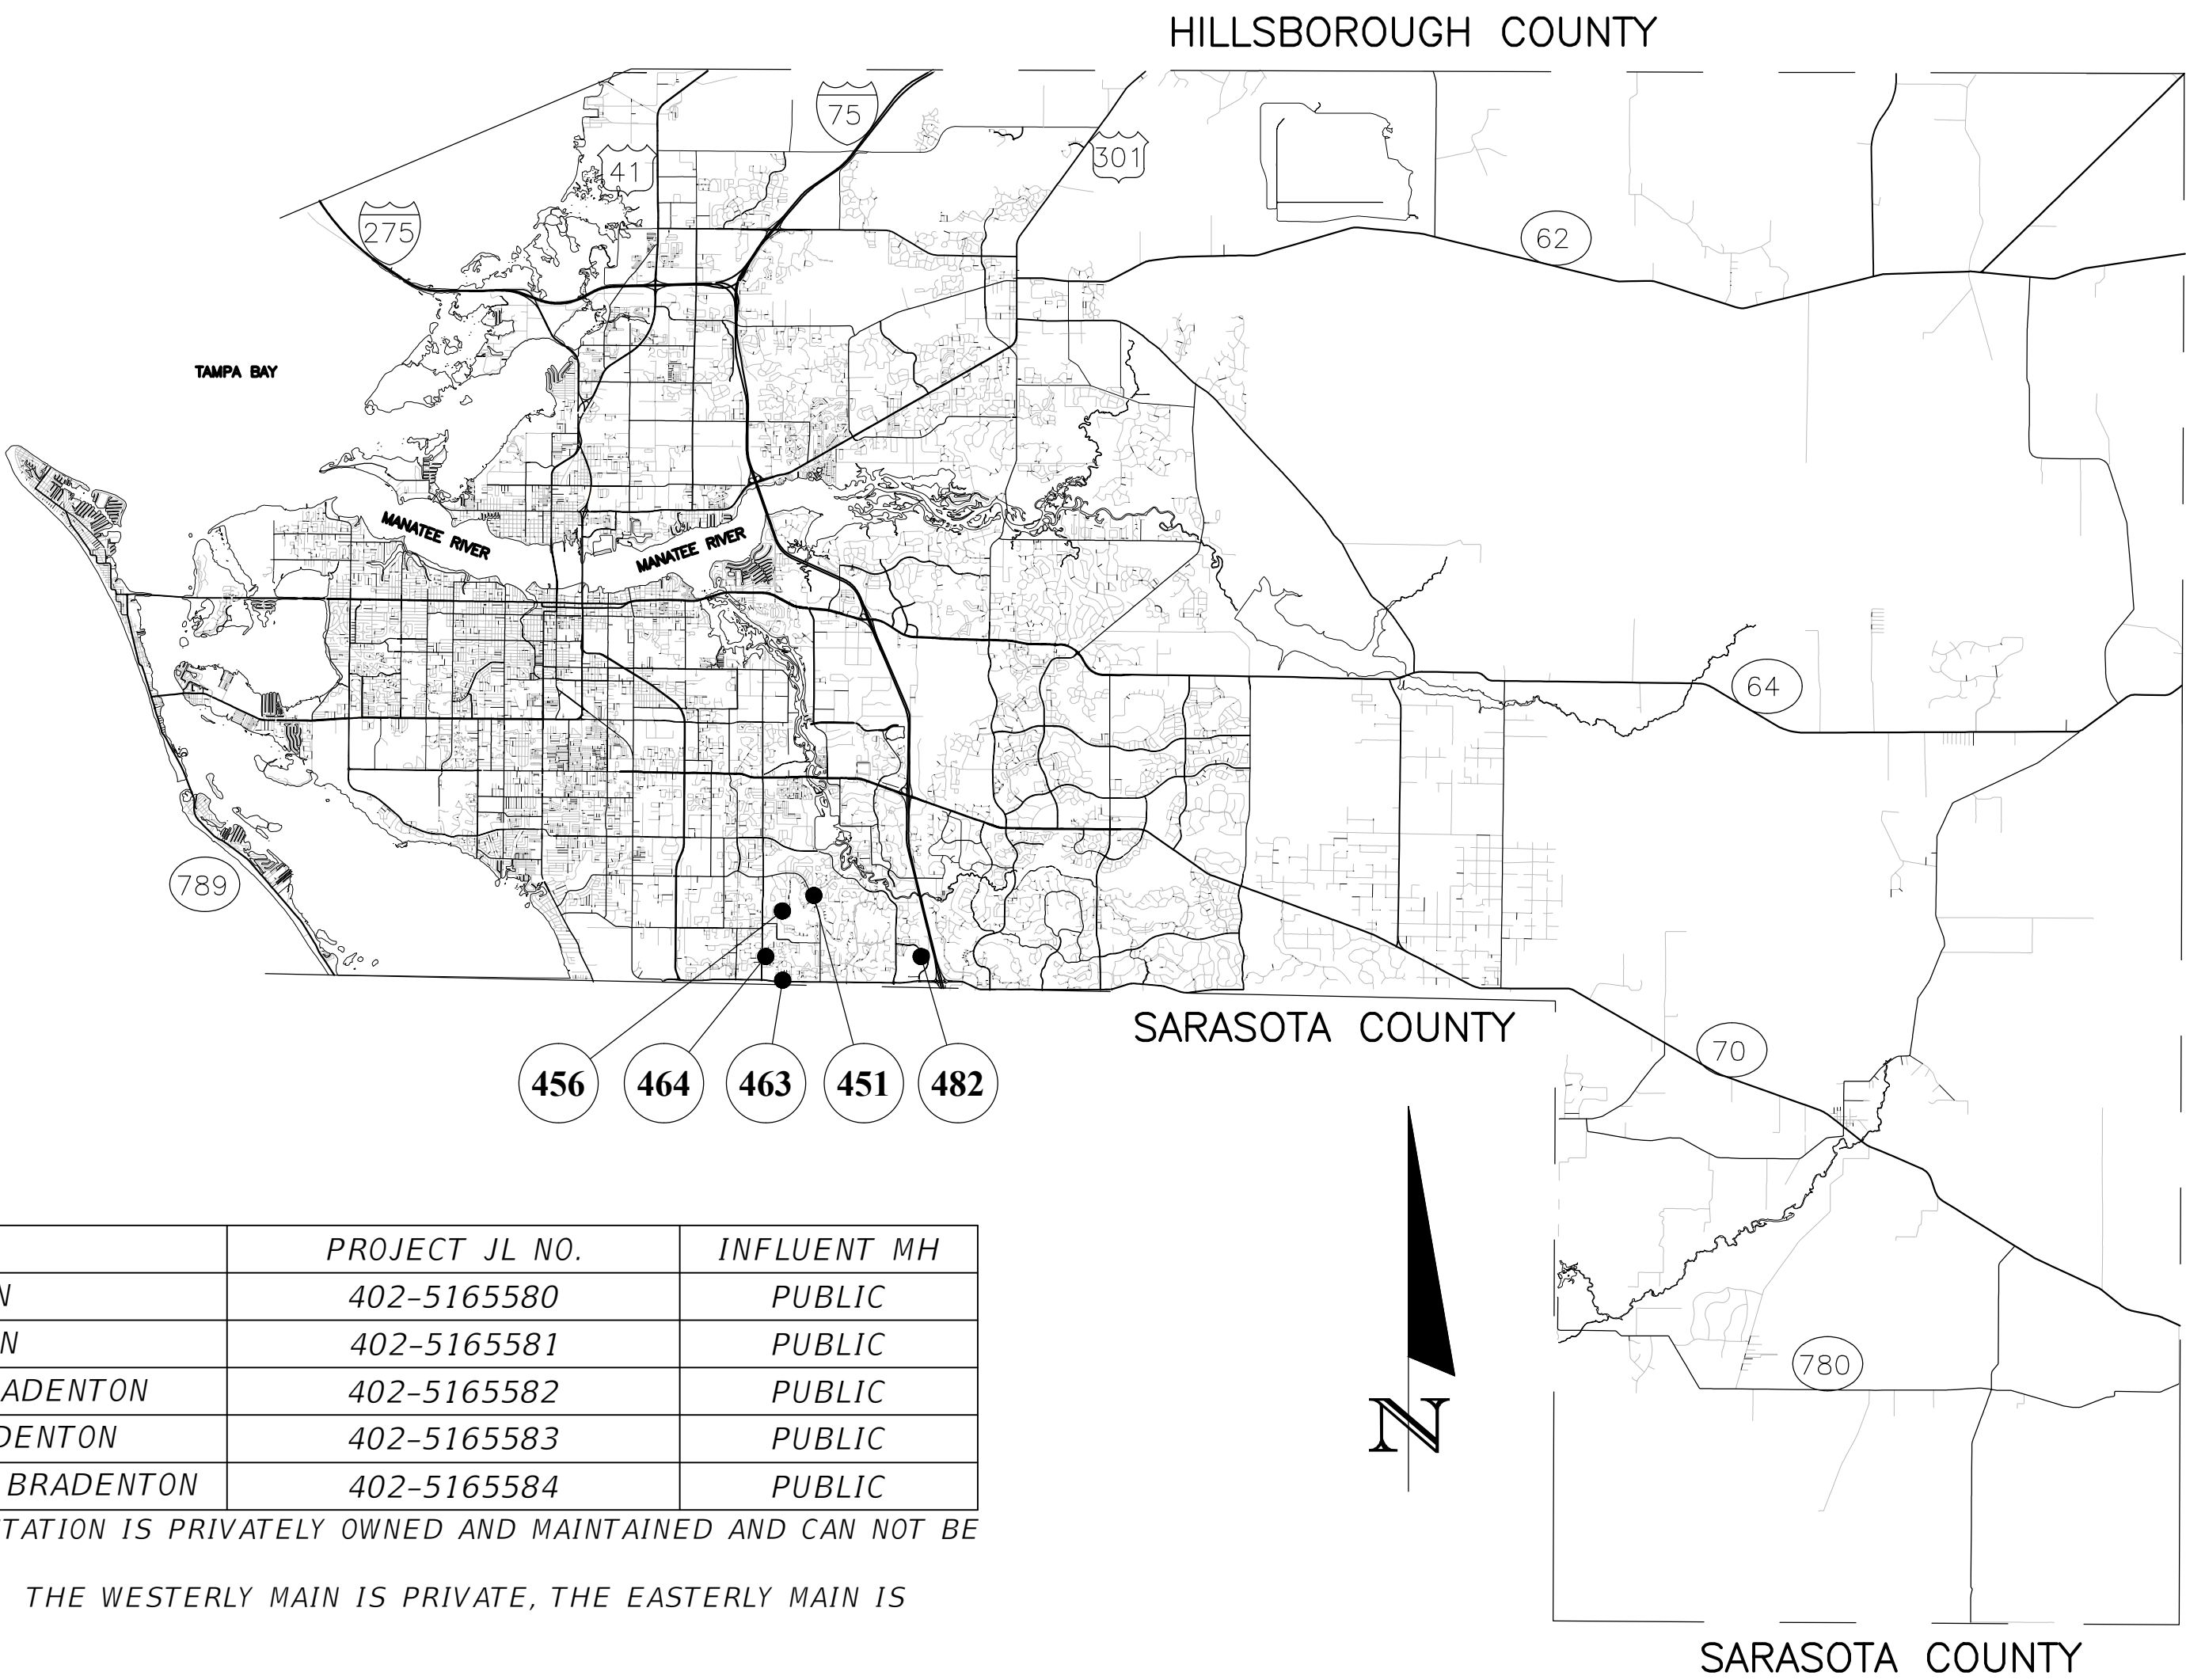 HILLSBOROUGH COUNTY
75
41
301
275
62
TAMPA BAY
MANATEE RIVER
MANATEE RIVER
64
789
SARASOTA COUNTY
70
456 464 463 451 482
N
780
PROJECT JL NO. INFLUENT MH
N 402-5165580 PUBLIC
N 402-5165581 PUBLIC
ADENTON 402-5165582 PUBLIC
DENTON 402-5165583 PUBLIC
BRADENTON 402-5165584 PUBLIC
TATION IS PRIVATELY OWNED AND MAINTAINED AND CAN NOT BE
THE WESTERLY MAIN IS PRIVATE, THE EASTERLY MAIN IS
SARASOTA COUNTY